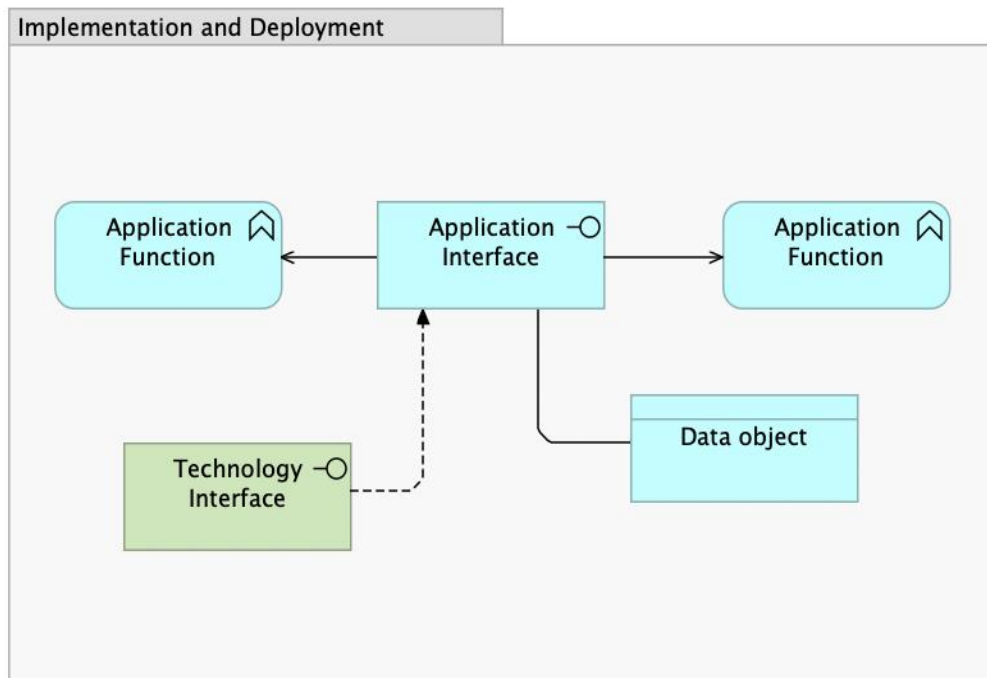 Implementation and Deployment
Application
Function
Application
Interface
Application
Function
Data object
Technology
Interface